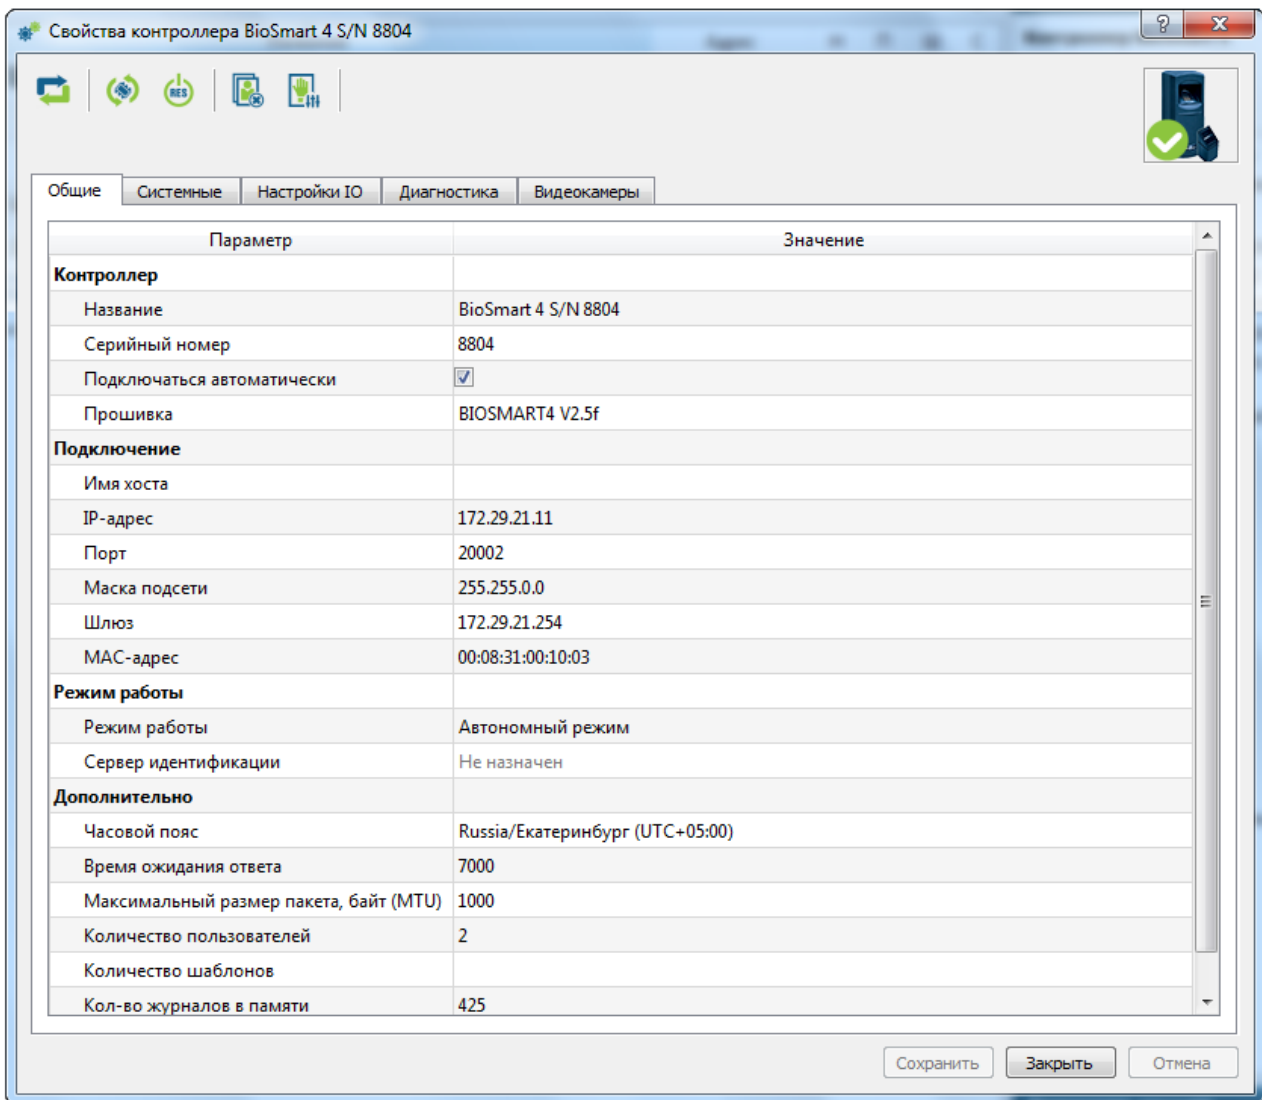 Свойства контроллера BioSmart 4 S/N 8804
RES
Общие Системные Настройки IO Диагностика Видеокамеры
Параметр Значение
Контроллер
Название BioSmart 4 S/N 8804
Серийный номер 8804
Подключаться автоматически
Прошивка BIOSMART4 V2.5f
Подключение
Имя хоста
IP-адрес 172.29.21.11
Порт 20002
Маска подсети 255.255.0.0
Шлюз 172.29.21.254
MAC-адрес 00:08:31:00:10:03
Режим работы
Режим работы Автономный режим
Сервер идентификации Не назначен
Дополнительно
Часовой пояс Russia/Екатеринбург (UTC+05:00)
Время ожидания ответа 7000
Максимальный размер пакета, байт (MTU) 1000
Количество пользователей 2
Количество шаблонов
Кол-во журналов в памяти 425
Сохранить Закрыть Отмена